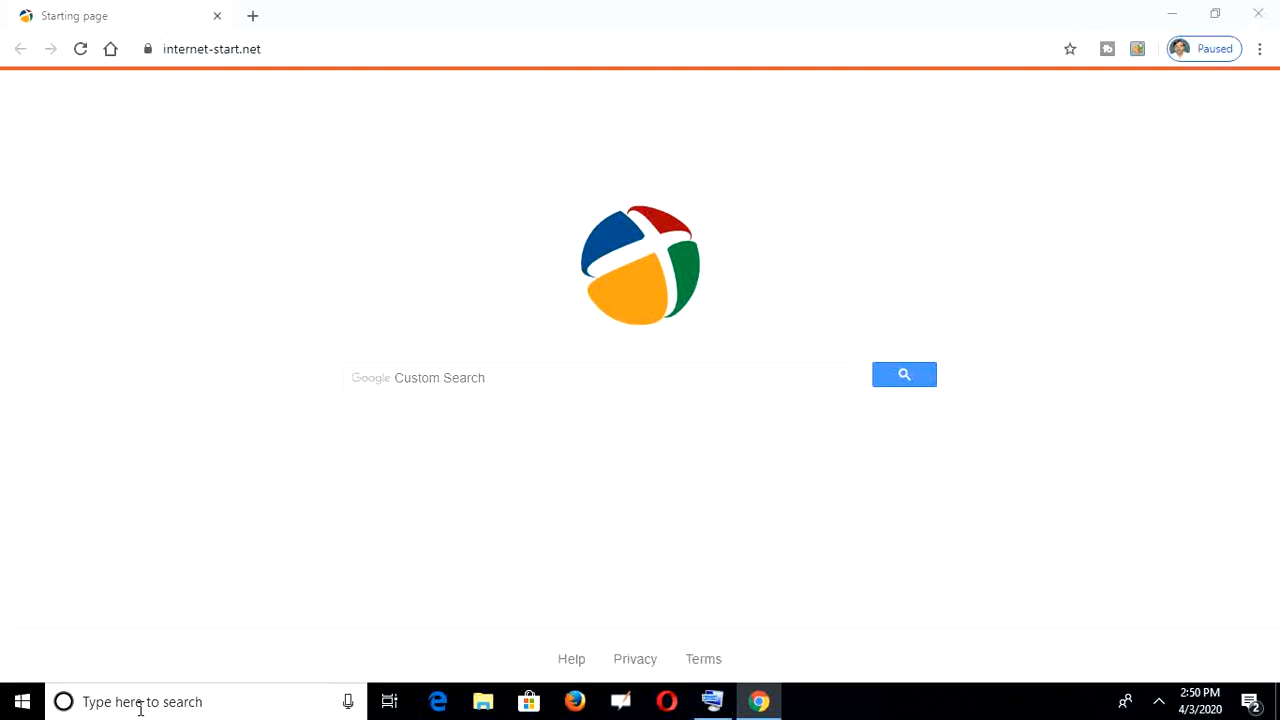 Starting page
internet-start.net
Paused
Google Custom Search
Help
Privacy
Terms
Type here to search
2:50 PM
4/3/2020
2